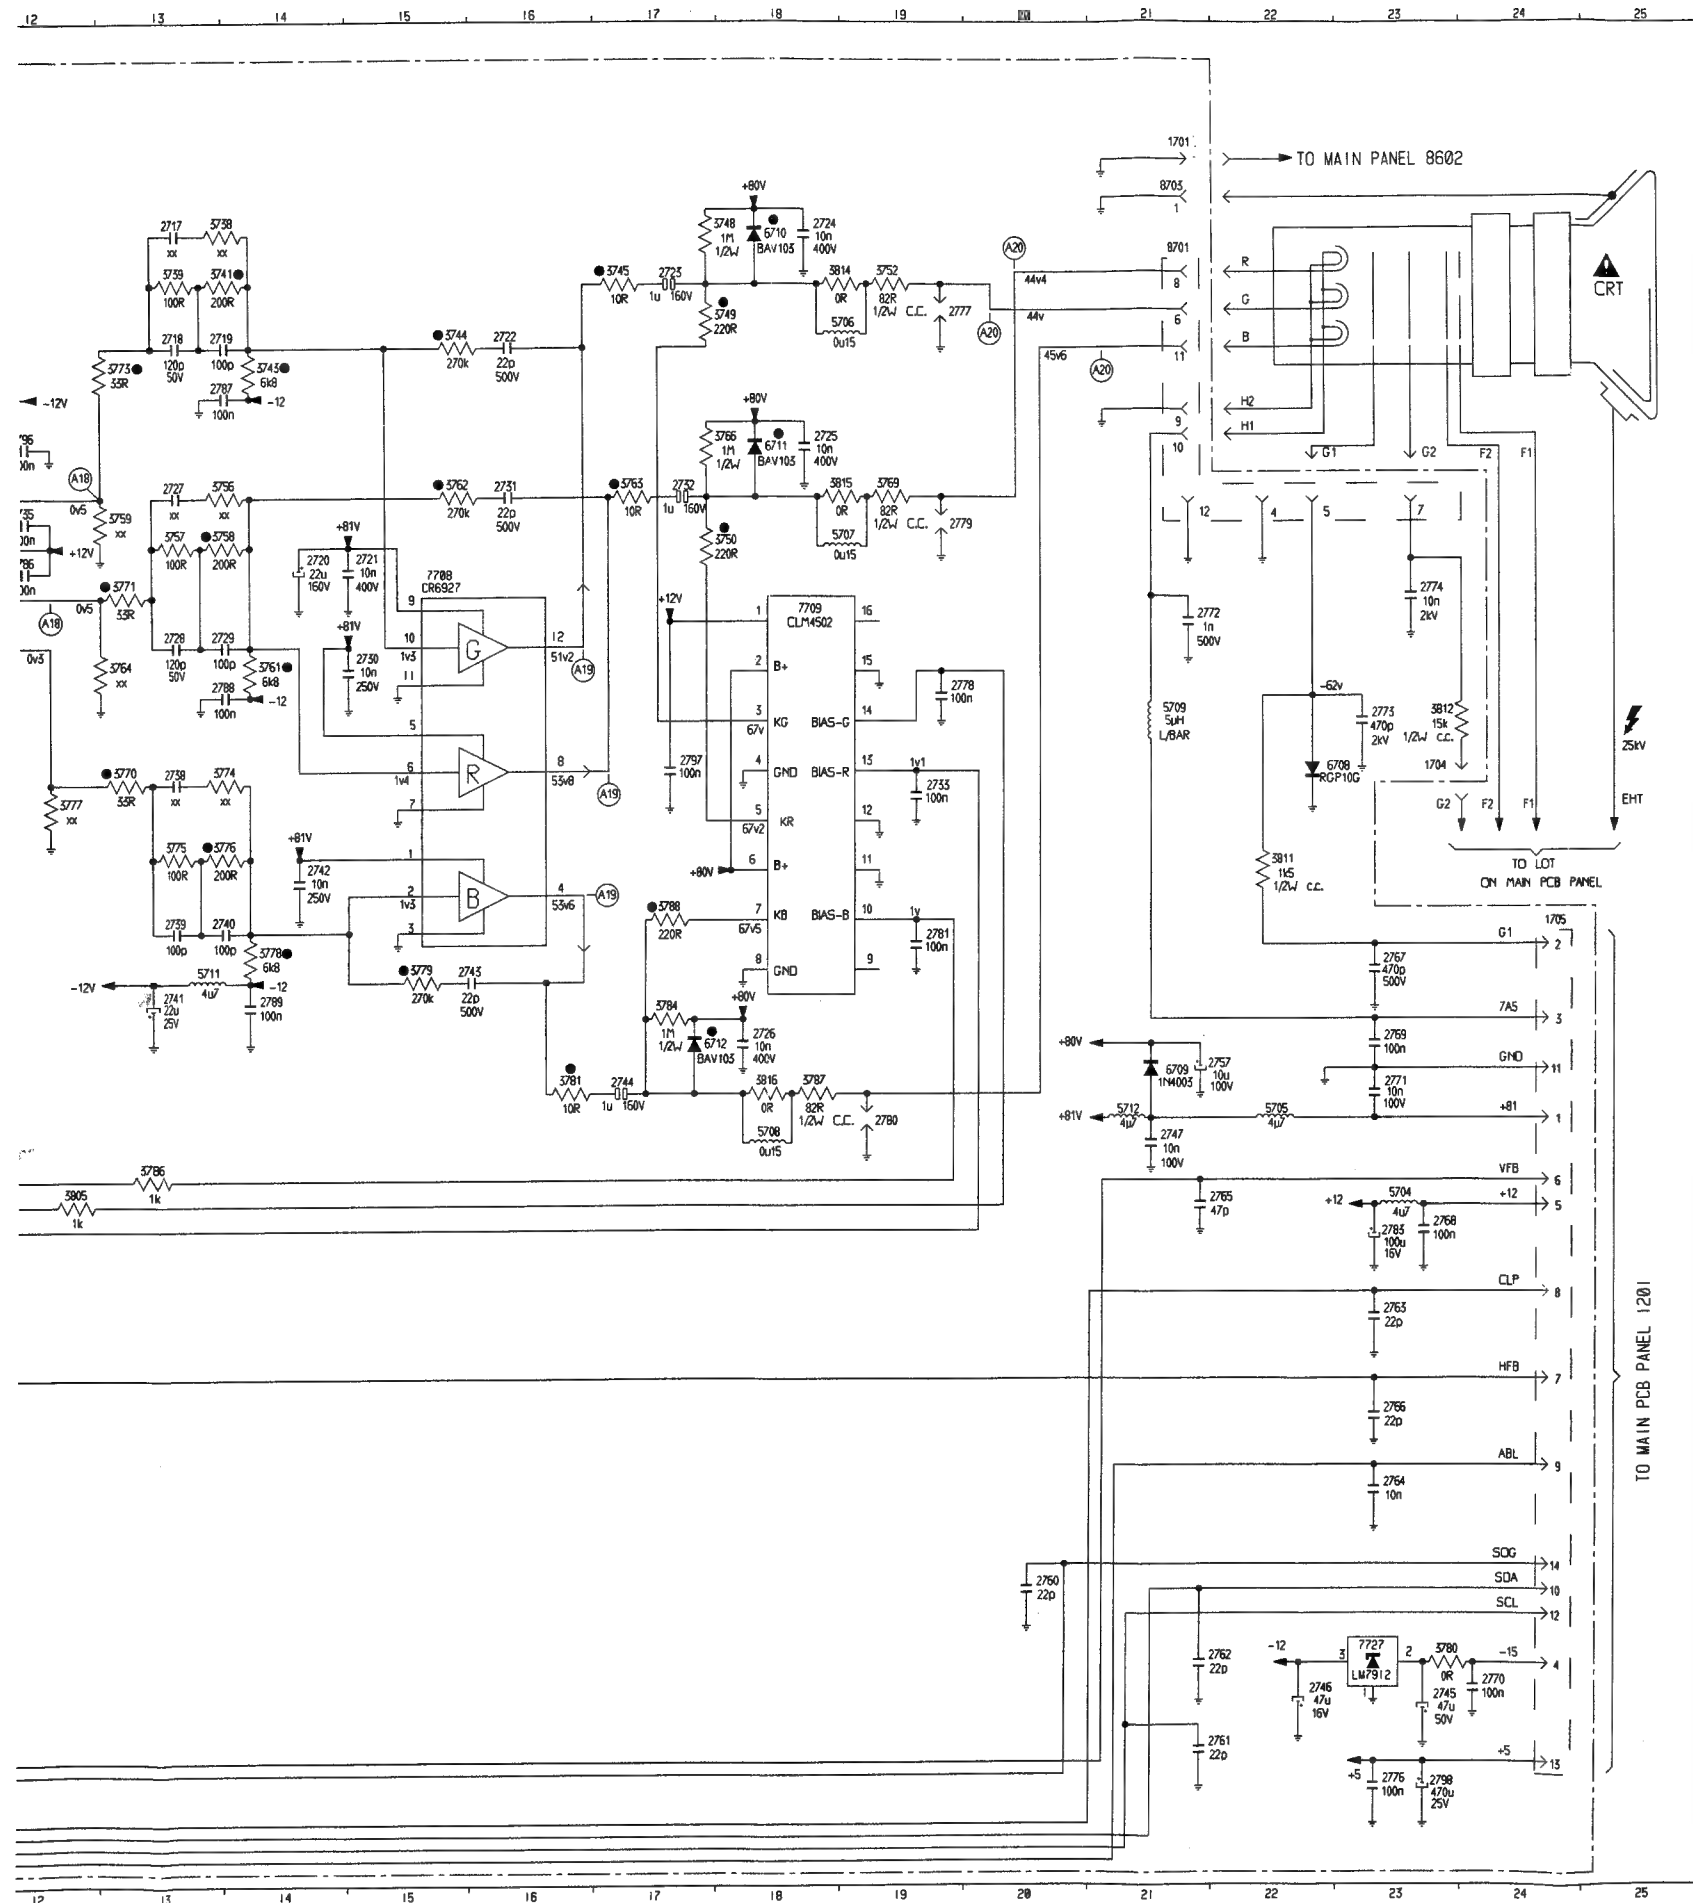 12 13 14 15 16 17 18 19 20 21 22 23 24 25
1701
TO MAIN PANEL 8602
8703
1
+80V
3748
1M
1/2W
6710
BAV103
2724
10n
400V
2717
xx
3738
xx
3739
100R
3741
200R
2718
120p
50V
2719
100p
3743
6k8
2787
100n
-12
3773
33R
-12V
3744
270k
2722
22p
500V
3745
10R
2723
1u 160V
3749
220R
3814
0R
5706
0u15
3752
82R
1/2W C.C.
2777
A20
44v4
A20
44v
45v6
A20
8701
8
R
6
G
11
B
H2
9
H1
10
CRT
G1
G2
F2
F1
12
4
5
7
A18
0v5
3759
xx
+12V
2727
xx
3756
xx
3757
100R
3758
200R
2728
120p
50V
2729
100p
3761
6k8
2788
100n
-12
3771
33R
0v5
A18
0v3
3764
xx
3762
270k
2731
22p
500V
3763
10R
2732
1u 160V
+80V
3766
1M
1/2W
6711
BAV103
2725
10n
400V
3750
220R
3815
0R
5707
0u15
3769
82R
1/2W C.C.
2779
+81V
2720
22u
160V
2721
10n
400V
+81V
2730
10n
250V
7708
CR6927
9
10
1v3
11
G
12
51v2
A19
5
6
1v4
7
R
8
53v8
A19
1
2
1v3
3
B
4
53v6
A19
+12V
2797
100n
7709
CLM4502
1
16
2
B+
15
3
KG
67v
BIAS-G
14
4
GND
BIAS-R
13
1v1
5
KR
67v2
12
6
B+
+80V
11
7
KB
67v5
BIAS-B
10
1v
8
GND
9
2778
100n
2733
100n
2781
100n
2772
1n
500V
5709
5µH
L/BAR
2774
10n
2kV
-62v
2773
470p
2kV
3812
15k
1/2W C.C.
6708
RGP10G
1704
G2
F2
F1
25kV
EHT
TO LOT
ON MAIN PCB PANEL
3811
1k5
1/2W C.C.
3770
33R
2738
xx
3774
xx
3777
xx
3775
100R
3776
200R
+81V
2742
10n
250V
2739
100p
2740
100p
3778
6k8
-12V
5711
4u7
-12
2741
22u
25V
2789
100n
3779
270k
2743
22p
500V
3788
220R
3784
1M
1/2W
6712
BAV103
+80V
2726
10n
400V
3781
10R
2744
1u 160V
3816
0R
5708
0u15
3787
82R
1/2W C.C.
2780
1705
G1
2
2767
470p
500V
7A5
3
2769
100n
GND
11
2771
10n
100V
+81
1
+80V
6709
1N4003
2757
10u
100V
+81V
5712
4µ7
5705
4µ7
2747
10n
100V
VFB
6
2765
47p
+12
5704
4u7
+12
5
2783
100u
16V
2768
100n
3786
1k
3805
1k
CLP
8
2763
22p
HFB
7
2766
22p
ABL
9
2764
10n
TO MAIN PCB PANEL 1201
SOG
14
2760
22p
SDA
10
SCL
12
2762
22p
2761
22p
-12
3
7727
LM7912
1
2
3780
0R
-15
4
2746
47u
16V
2745
47u
50V
2770
100n
+5
+5
13
2776
100n
2798
470u
25V
12 13 14 15 16 17 18 19 20 21 22 23 24 25